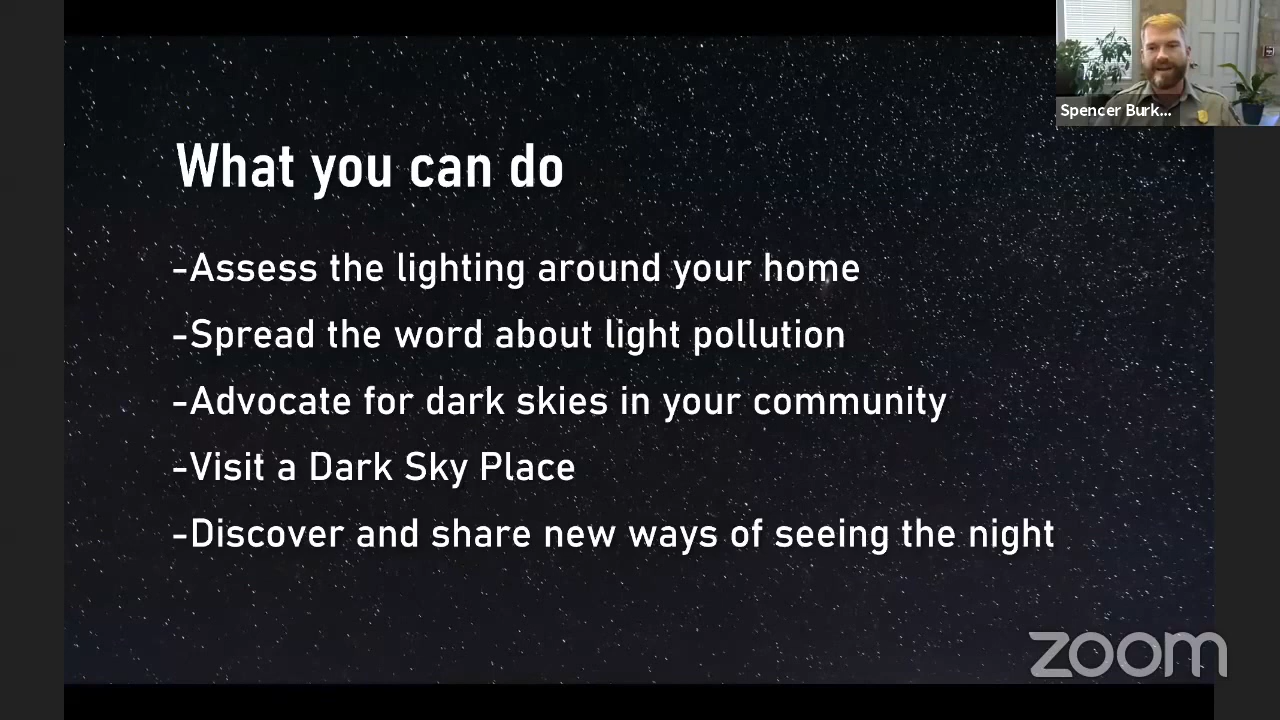 Spencer Burk...
What you can do
-Assess the lighting around your home
-Spread the word about light pollution
-Advocate for dark skies in your community
-Visit a Dark Sky Place
-Discover and share new ways of seeing the night
zoom